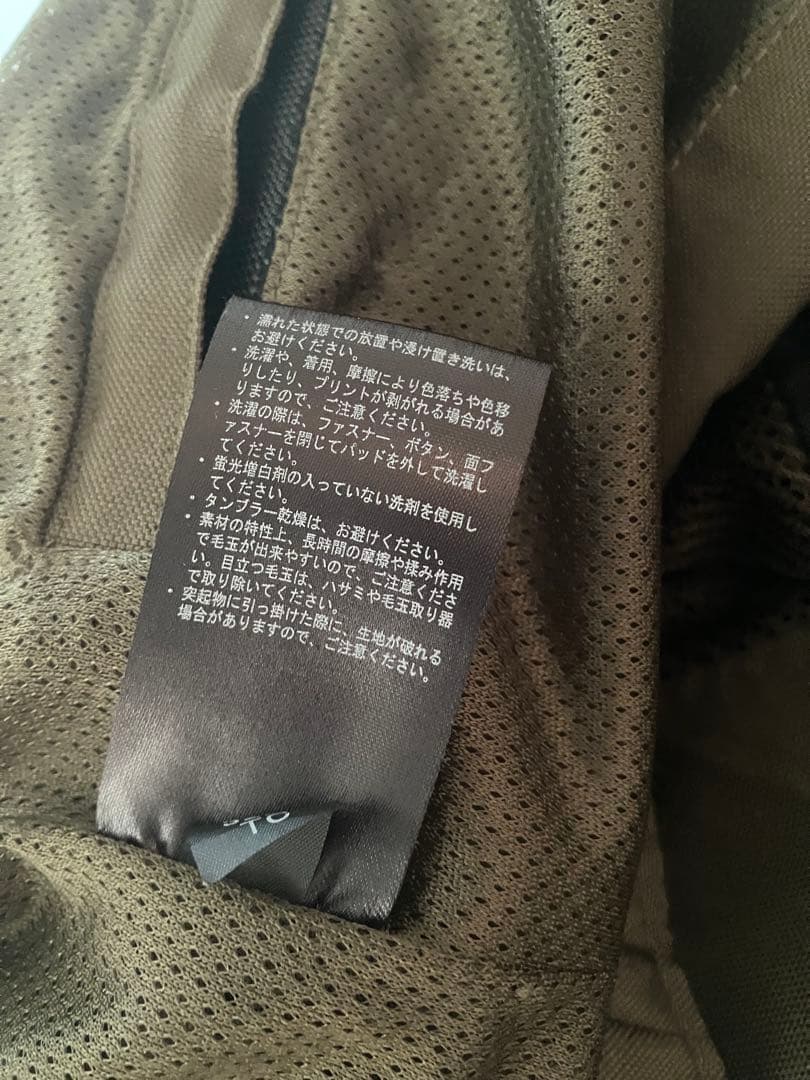 ・濡れた状態での放置や浸け置き洗いは、
お避けください。
・洗濯や、着用、摩擦により色落ちや色移
りしたり、プリントが剥がれる場合があ
りますので、ご注意ください。
・洗濯の際は、ファスナー、ボタン、面フ
ァスナーを閉じてパッドを外して洗濯し
てください。
・蛍光増白剤の入っていない洗剤を使用し
てください。
・タンブラー乾燥は、お避けください。
・素材の特性上、長時間の摩擦や揉み作用
で毛玉が出来やすいので、ご注意くださ
い。目立つ毛玉は、ハサミや毛玉取り器
で取り除いてください。
・突起物に引っ掛けた際に、生地が破れる
場合がありますので、ご注意ください。